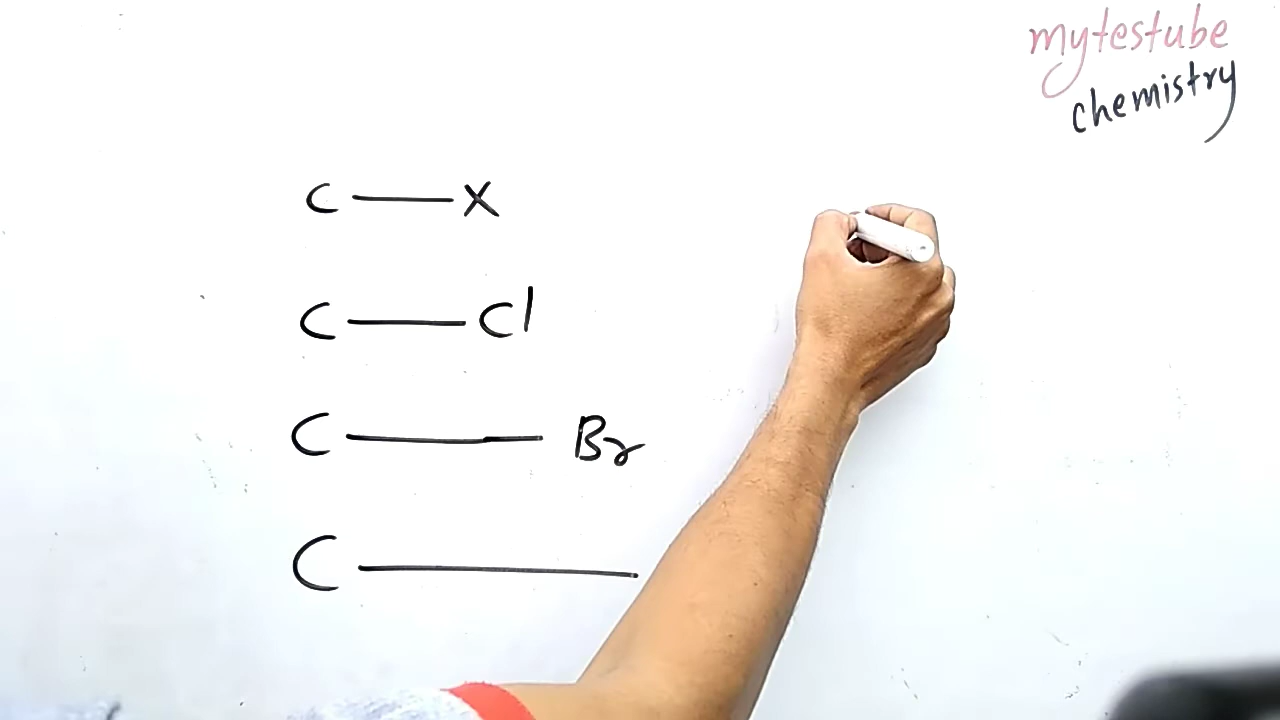 mytestube
chemistry
C — X
C — Cl
C — Br
C —